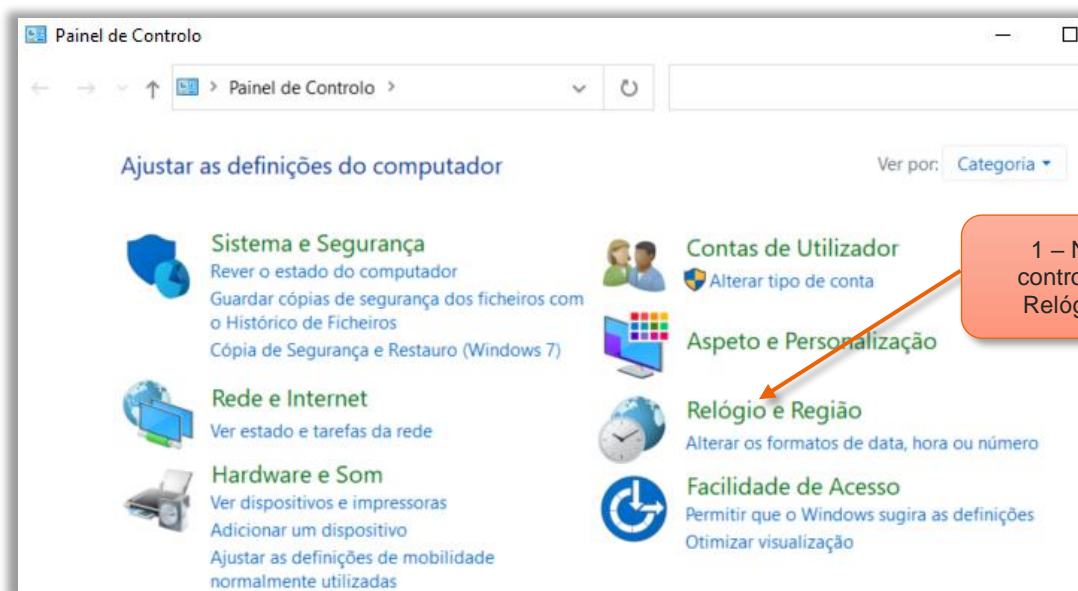 Painel de Controlo
Painel de Controlo
Ajustar as definições do computador
Ver por: Categoria
Sistema e Segurança
Rever o estado do computador
Guardar cópias de segurança dos ficheiros com
o Histórico de Ficheiros
Cópia de Segurança e Restauro (Windows 7)
Rede e Internet
Ver estado e tarefas da rede
Hardware e Som
Ver dispositivos e impressoras
Adicionar um dispositivo
Ajustar as definições de mobilidade
normalmente utilizadas
Contas de Utilizador
Alterar tipo de conta
Aspeto e Personalização
Relógio e Região
Alterar os formatos de data, hora ou número
Facilidade de Acesso
Permitir que o Windows sugira as definições
Otimizar visualização
1 –